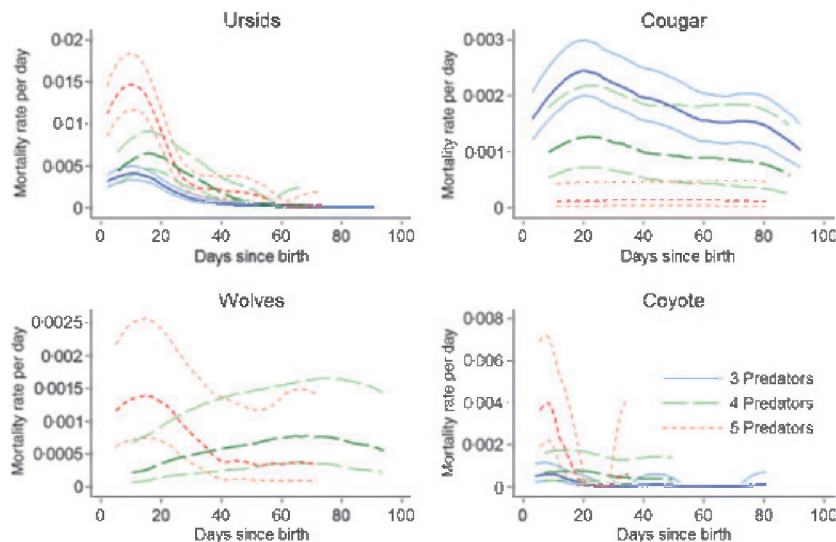 Ursids
Mortality rate per day
0·02
0·015
0·01
0·005
0
0 20 40 60 80 100
Days since birth
Cougar
Mortality rate per day
0·003
0·002
0·001
0
0 20 40 60 80 100
Days since birth
Wolves
Mortality rate per day
0·0025
0·002
0·0015
0·001
0·0005
0
0 20 40 60 80 100
Days since birth
Coyote
Mortality rate per day
0·008
0·006
0·004
0·002
0
3 Predators
4 Predators
5 Predators
0 20 40 60 80 100
Days since birth